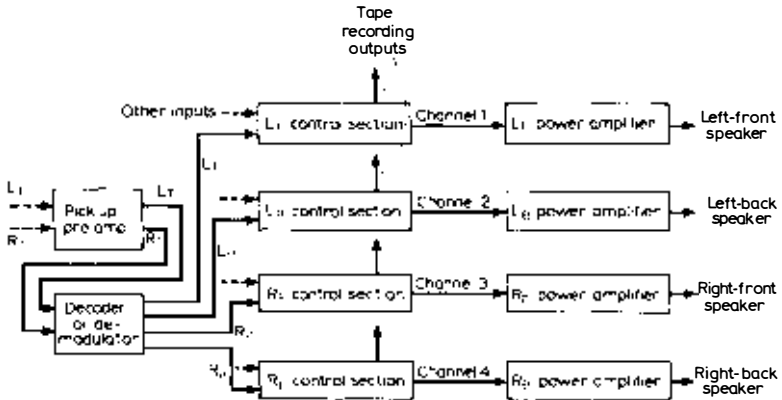 Tape
recording
outputs
Other inputs
control section
Channel 1
power amplifier
Left-front
speaker
control section
Channel 2
power amplifier
Left-back
speaker
Pick up
pre amp
control section
Channel 3
power amplifier
Right-front
speaker
Decoder
or de-
modulator
control section
Channel 4
power amplifier
Right-back
speaker